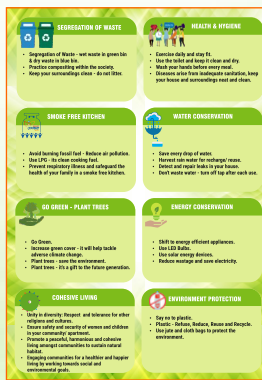 SEGREGATION OF WASTE
• Segregation of Waste - wet waste in green bin
& dry waste in blue bin.
• Practice composting within the society.
• Keep your surroundings clean - do not litter.
HEALTH & HYGIENE
• Exercise daily and stay fit.
• Use the toilet and keep it clean and dry.
• Wash your hands before every meal.
• Diseases arise from inadequate sanitation, keep
your house and surroundings neat and clean.
SMOKE FREE KITCHEN
• Avoid burning fossil fuel - Reduce air pollution.
• Use LPG - its clean cooking fuel.
• Prevent respiratory illness and safeguard the
health of your family in a smoke free kitchen.
WATER CONSERVATION
• Save every drop of water.
• Harvest rain water for recharge/ reuse.
• Detect and repair leaks in your house.
• Don't waste water - turn off tap after each use.
GO GREEN - PLANT TREES
• Go Green.
• Increase green cover - it will help tackle
adverse climate change.
• Plant trees - save the environment.
• Plant trees - it's a gift to the future generation.
ENERGY CONSERVATION
• Shift to energy efficient appliances.
• Use LED Bulbs.
• Use solar energy devices.
• Reduce wastage and save electricity.
COHESIVE LIVING
• Unity in diversity: Respect and tolerance for other
religions and cultures.
• Ensure safety and security of women and children
in your community/ apartment.
• Promote a peaceful, harmonious and cohesive
living amongst communities to sustain natural
habitat.
• Engaging communities for a healthier and happier
living by working towards social and
environmental goals.
ENVIRONMENT PROTECTION
• Say no to plastic.
• Plastic - Refuse, Reduce, Reuse and Recycle.
• Use jute and cloth bags to protect the
environment.